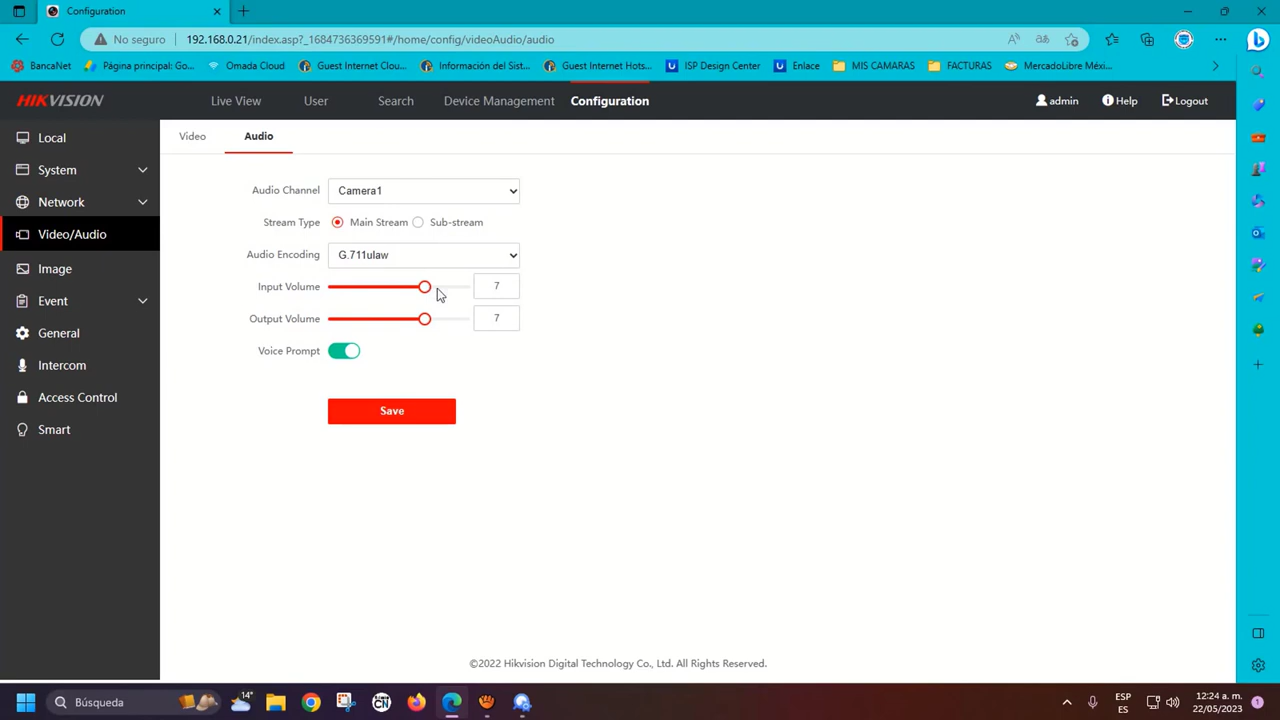 Configuration
No seguro
192.168.0.21/index.asp?_1684736369591#/home/config/videoAudio/audio
BancaNet
Página principal: Go...
Omada Cloud
Guest Internet Clou...
Información del Sist...
Guest Internet Hots...
ISP Design Center
Enlace
MIS CAMARAS
FACTURAS
MercadoLibre Méxi...
HIKVISION
Live View
User
Search
Device Management
Configuration
admin
Help
Logout
Local
System
Network
Video/Audio
Image
Event
General
Intercom
Access Control
Smart
Video
Audio
Audio Channel
Camera1
Stream Type
Main Stream
Sub-stream
Audio Encoding
G.711ulaw
Input Volume
7
Output Volume
7
Voice Prompt
Save
©2022 Hikvision Digital Technology Co., Ltd. All Rights Reserved.
Búsqueda
14°
CN
ESP
ES
12:24 a. m.
22/05/2023